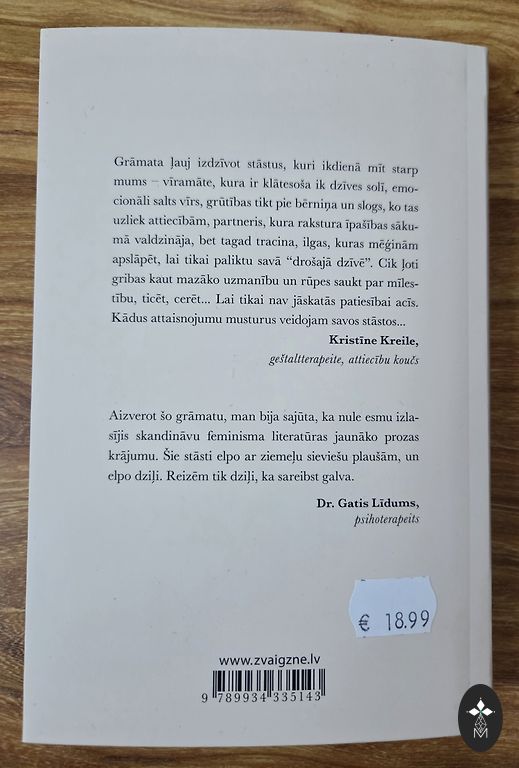 Grāmata ļauj izdzīvot stāstus, kuri ikdienā mīt starp
mums – vīramāte, kura ir klātesoša ik dzīves solī, emo-
cionāli salts vīrs, grūtības tikt pie bērniņa un slogs, ko tas
uzliek attiecībām, partneris, kura rakstura īpašības sāku-
mā valdzināja, bet tagad tracina, ilgas, kuras mēģinām
apslāpēt, lai tikai paliktu savā “drošajā dzīvē”. Cik ļoti
gribas kaut mazāko uzmanību un rūpes saukt par mīles-
tību, ticēt, cerēt... Lai tikai nav jāskatās patiesībai acīs.
Kādus attaisnojumu musturus veidojam savos stāstos...
Kristīne Kreile,
geštaltterapeite, attiecību koučs
Aizverot šo grāmatu, man bija sajūta, ka nule esmu izla-
sījis skandināvu feminisma literatūras jaunāko prozas
krājumu. Šie stāsti elpo ar ziemeļu sieviešu plaušām, un
elpo dziļi. Reizēm tik dziļi, ka sareibst galva.
Dr. Gatis Līdums,
psihoterapeits
€ 18.99
www.zvaigzne.lv
9 789934 335143
M